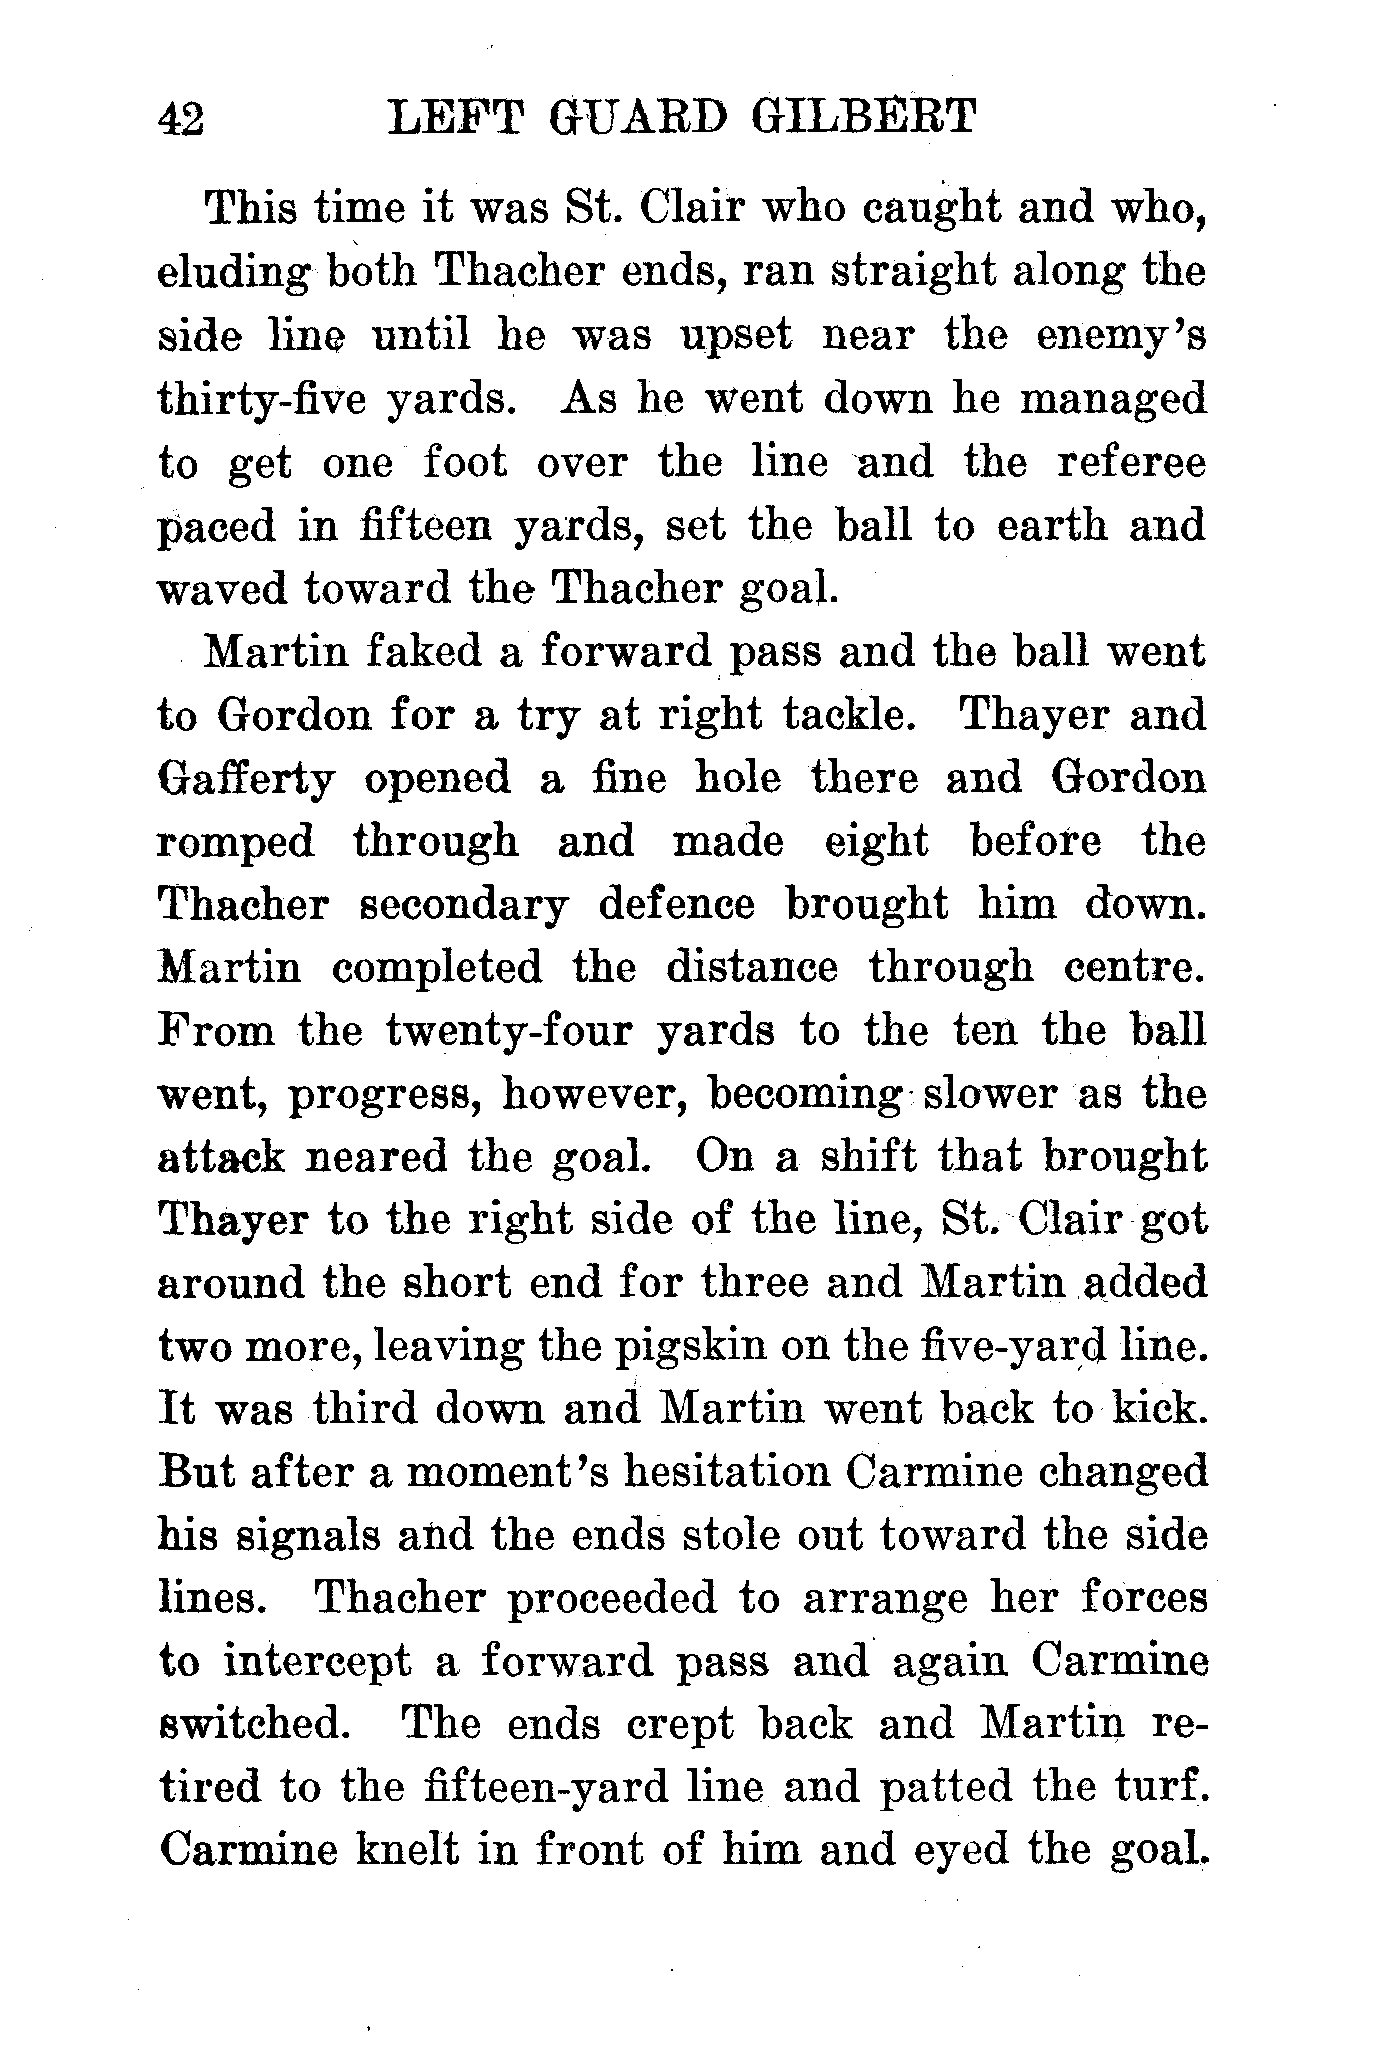 42 LEFT GUARD GILBERT
This time it was St. Clair who caught and who,
eluding both Thacher ends, ran straight along the
side line until he was upset near the enemy's
thirty-five yards. As he went down he managed
to get one foot over the line and the referee
paced in fifteen yards, set the ball to earth and
waved toward the Thacher goal.
Martin faked a forward pass and the ball went
to Gordon for a try at right tackle. Thayer and
Gafferty opened a fine hole there and Gordon
romped through and made eight before the
Thacher secondary defence brought him down.
Martin completed the distance through centre.
From the twenty-four yards to the ten the ball
went, progress, however, becoming slower as the
attack neared the goal. On a shift that brought
Thayer to the right side of the line, St. Clair got
around the short end for three and Martin added
two more, leaving the pigskin on the five-yard line.
It was third down and Martin went back to kick.
But after a moment's hesitation Carmine changed
his signals and the ends stole out toward the side
lines. Thacher proceeded to arrange her forces
to intercept a forward pass and again Carmine
switched. The ends crept back and Martin re-
tired to the fifteen-yard line and patted the turf.
Carmine knelt in front of him and eyed the goal.